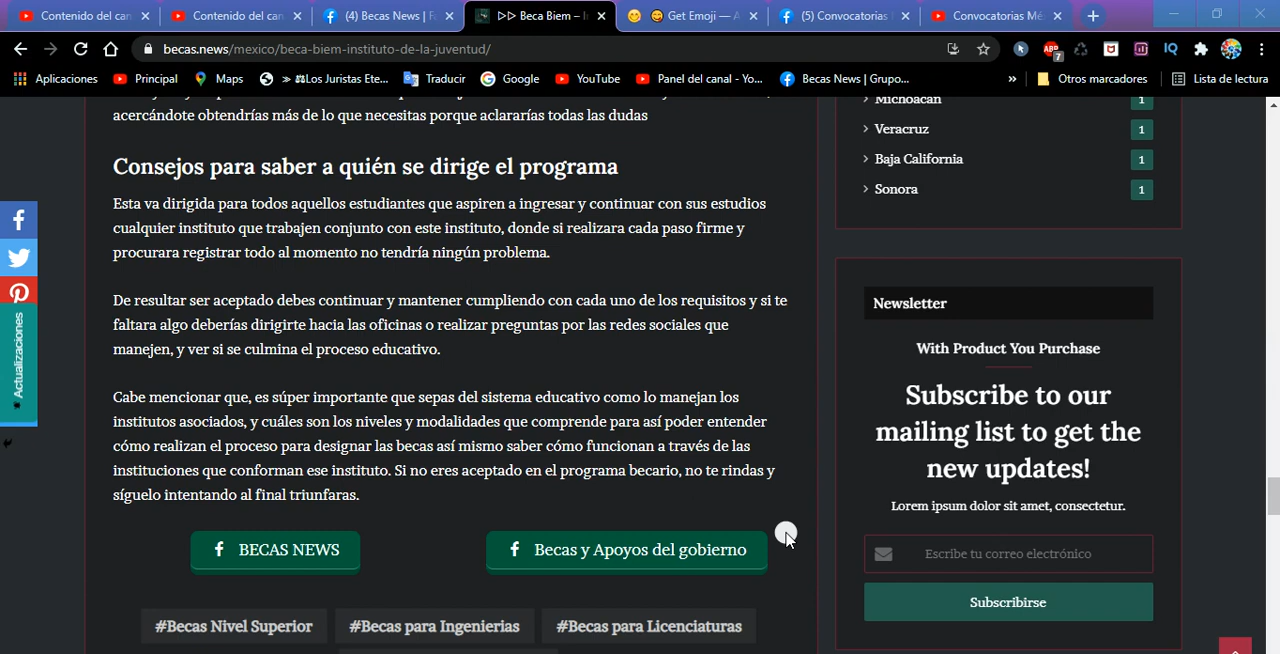 Contenido del can
Contenido del can
(4) Becas News | F
▷▷ Beca Biem – I
😄 Get Emoji — A
(5) Convocatorias
Convocatorias Mé
becas.news/mexico/beca-biem-instituto-de-la-juventud/
ABP
7
IQ
Aplicaciones
Principal
Maps
» ⚖Los Juristas Ete...
Traducir
Google
YouTube
Panel del canal - Yo...
Becas News | Grupo...
»
Otros marcadores
Lista de lectura
acercándote obtendrías más de lo que necesitas porque aclararías todas las dudas
Consejos para saber a quién se dirige el programa
Esta va dirigida para todos aquellos estudiantes que aspiren a ingresar y continuar con sus estudios
cualquier instituto que trabajen conjunto con este instituto, donde si realizara cada paso firme y
procurara registrar todo al momento no tendría ningún problema.
De resultar ser aceptado debes continuar y mantener cumpliendo con cada uno de los requisitos y si te
faltara algo deberías dirigirte hacia las oficinas o realizar preguntas por las redes sociales que
manejen, y ver si se culmina el proceso educativo.
Cabe mencionar que, es súper importante que sepas del sistema educativo como lo manejan los
institutos asociados, y cuáles son los niveles y modalidades que comprende para así poder entender
cómo realizan el proceso para designar las becas así mismo saber cómo funcionan a través de las
instituciones que conforman ese instituto. Si no eres aceptado en el programa becario, no te rindas y
síguelo intentando al final triunfaras.
BECAS NEWS
Becas y Apoyos del gobierno
#Becas Nivel Superior
#Becas para Ingenierias
#Becas para Licenciaturas
Actualizaciones
Michoacán 1
Veracruz 1
Baja California 1
Sonora 1
Newsletter
With Product You Purchase
Subscribe to our
mailing list to get the
new updates!
Lorem ipsum dolor sit amet, consectetur.
Escribe tu correo electrónico
Subscribirse